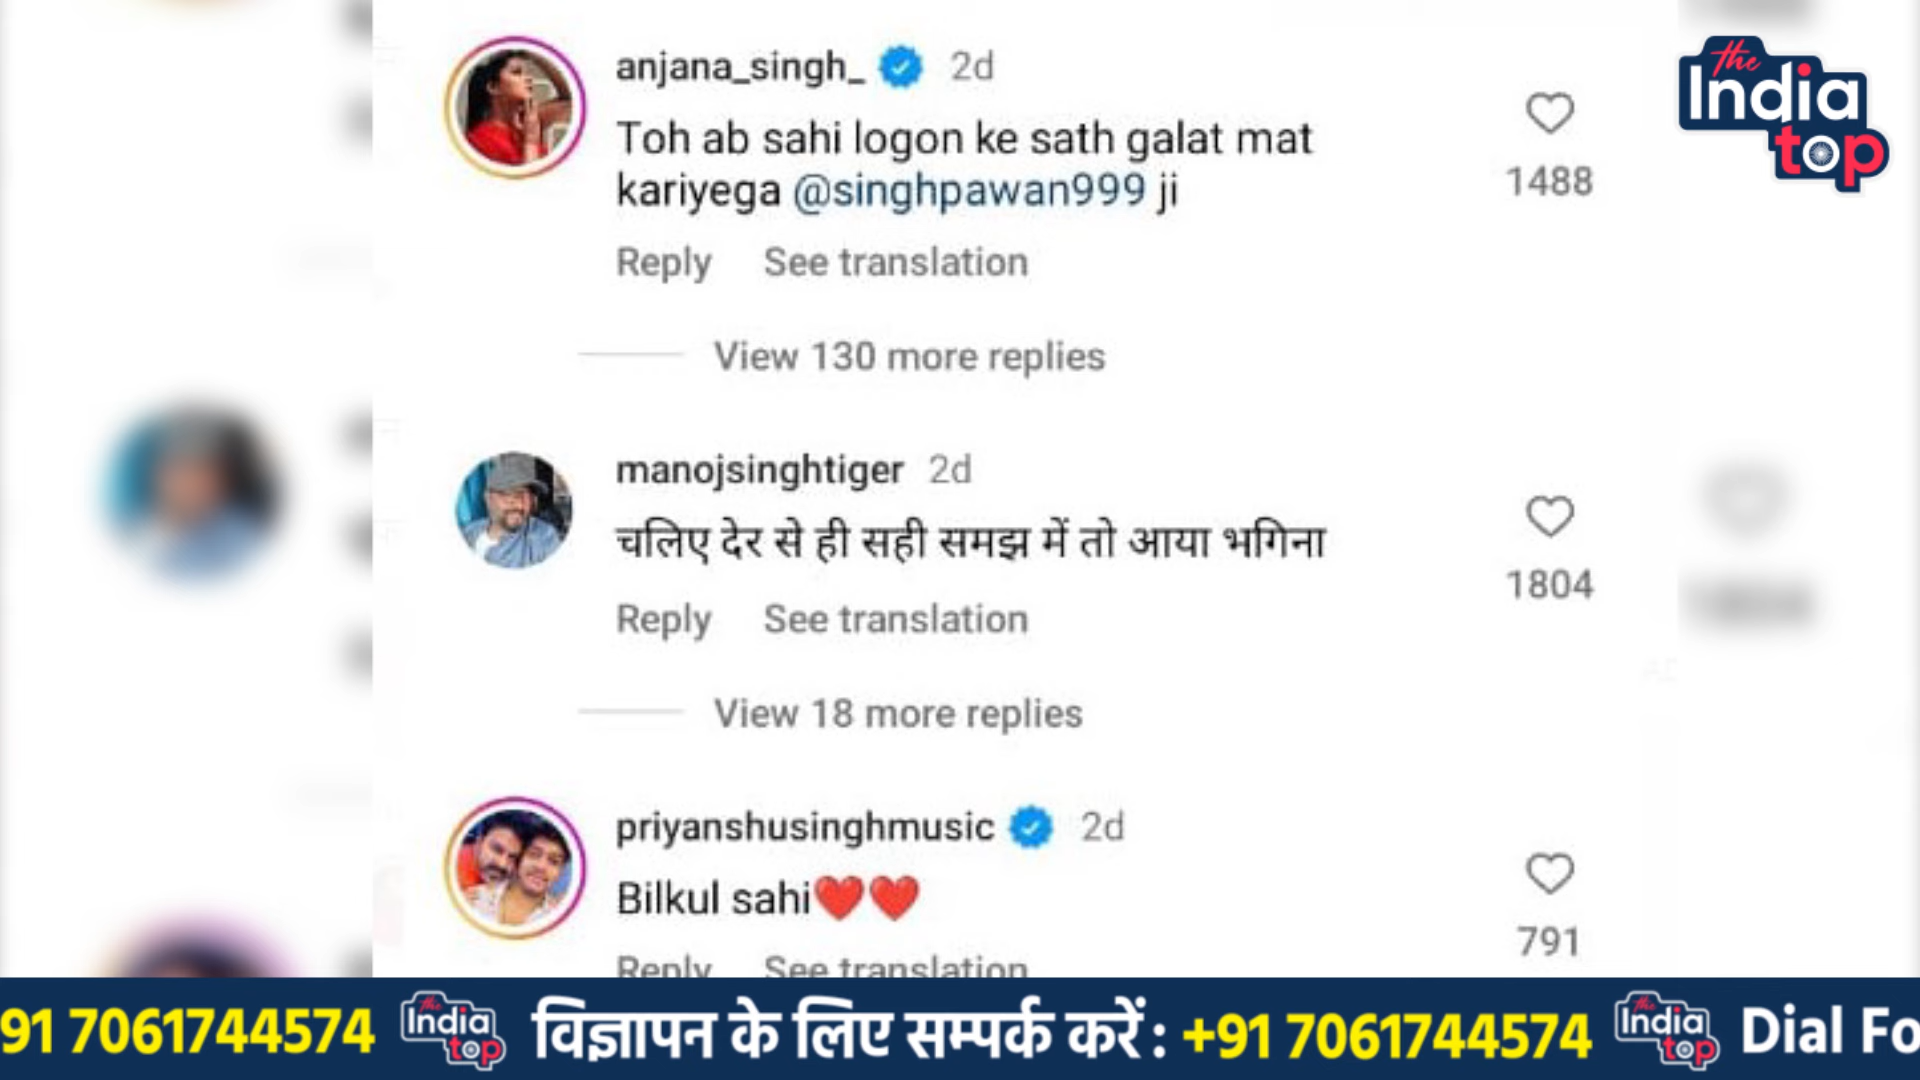 anjana_singh_ 2d
Toh ab sahi logon ke sath galat mat
kariyega @singhpawan999 ji
1488
Reply See translation
View 130 more replies
manojsinghtiger 2d
चलिए देर से ही सही समझ में तो आया भगिना
1804
Reply See translation
View 18 more replies
priyanshusinghmusic 2d
Bilkul sahi❤️❤️
791
Reply See translation
the
India
top
91 7061744574 the India top विज्ञापन के लिए सम्पर्क करें : +91 7061744574 the India top Dial Fo